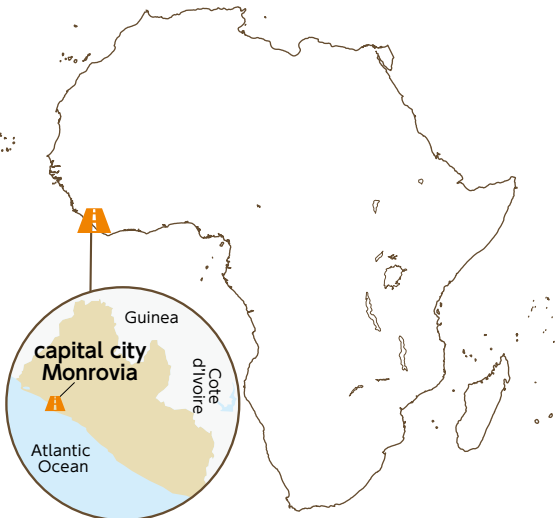 Guinea
capital city
Monrovia
Cote
d'Ivoire
Atlantic
Ocean